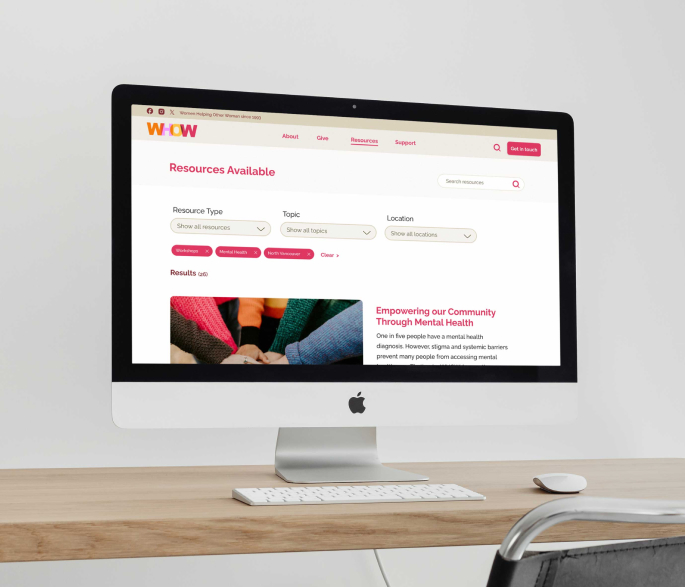 Women Helping Other Women since 1993
WHOW
About Give Resources Support
Get in touch
Resources Available
Search resources
Resource Type Topic Location
Show all resources Show all topics Show all locations
Workshops Mental Health North Vancouver Clear
Results (26)
Empowering our Community
Through Mental Health
One in five people have a mental health
diagnosis. However, stigma and systemic barriers
prevent many people from accessing mental